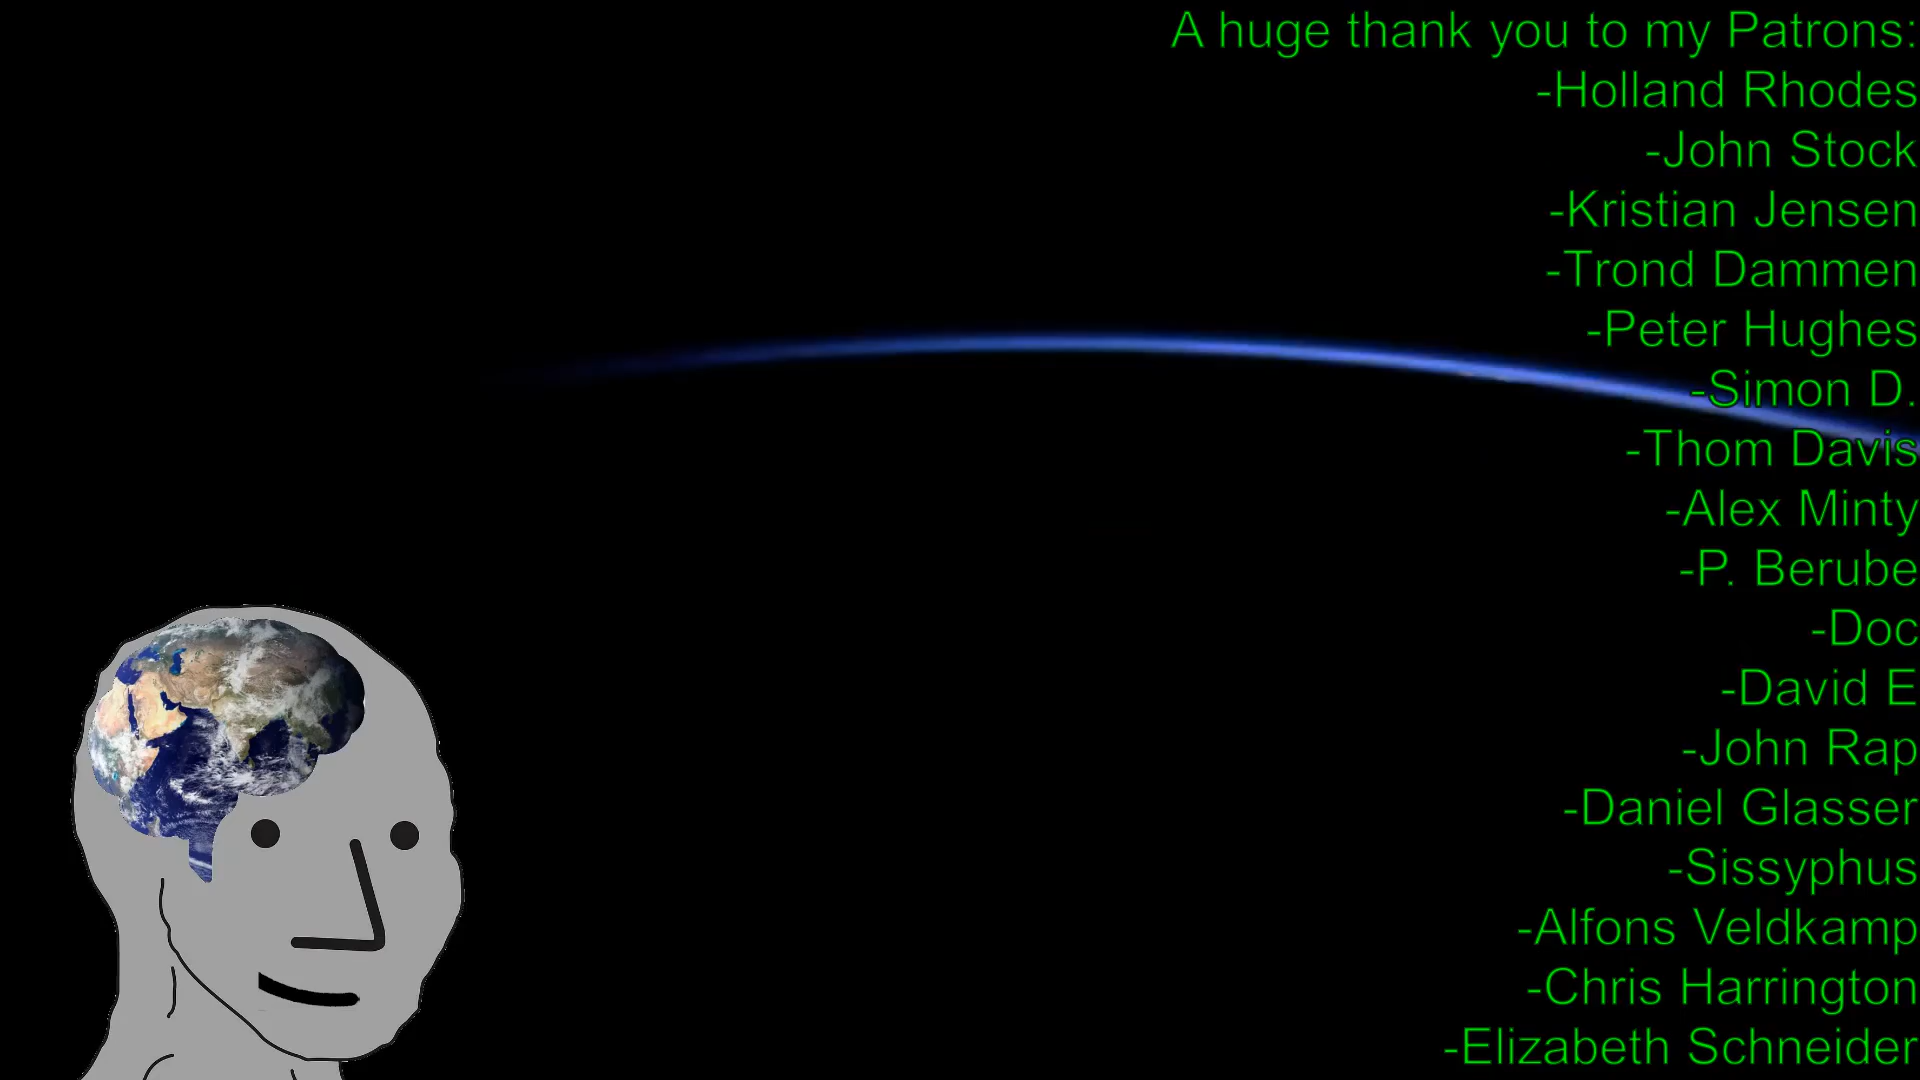 A huge thank you to my Patrons:
-Holland Rhodes
-John Stock
-Kristian Jensen
-Trond Dammen
-Peter Hughes
-Simon D.
-Thom Davis
-Alex Minty
-P. Berube
-Doc
-David E
-John Rap
-Daniel Glasser
-Sissyphus
-Alfons Veldkamp
-Chris Harrington
-Elizabeth Schneider